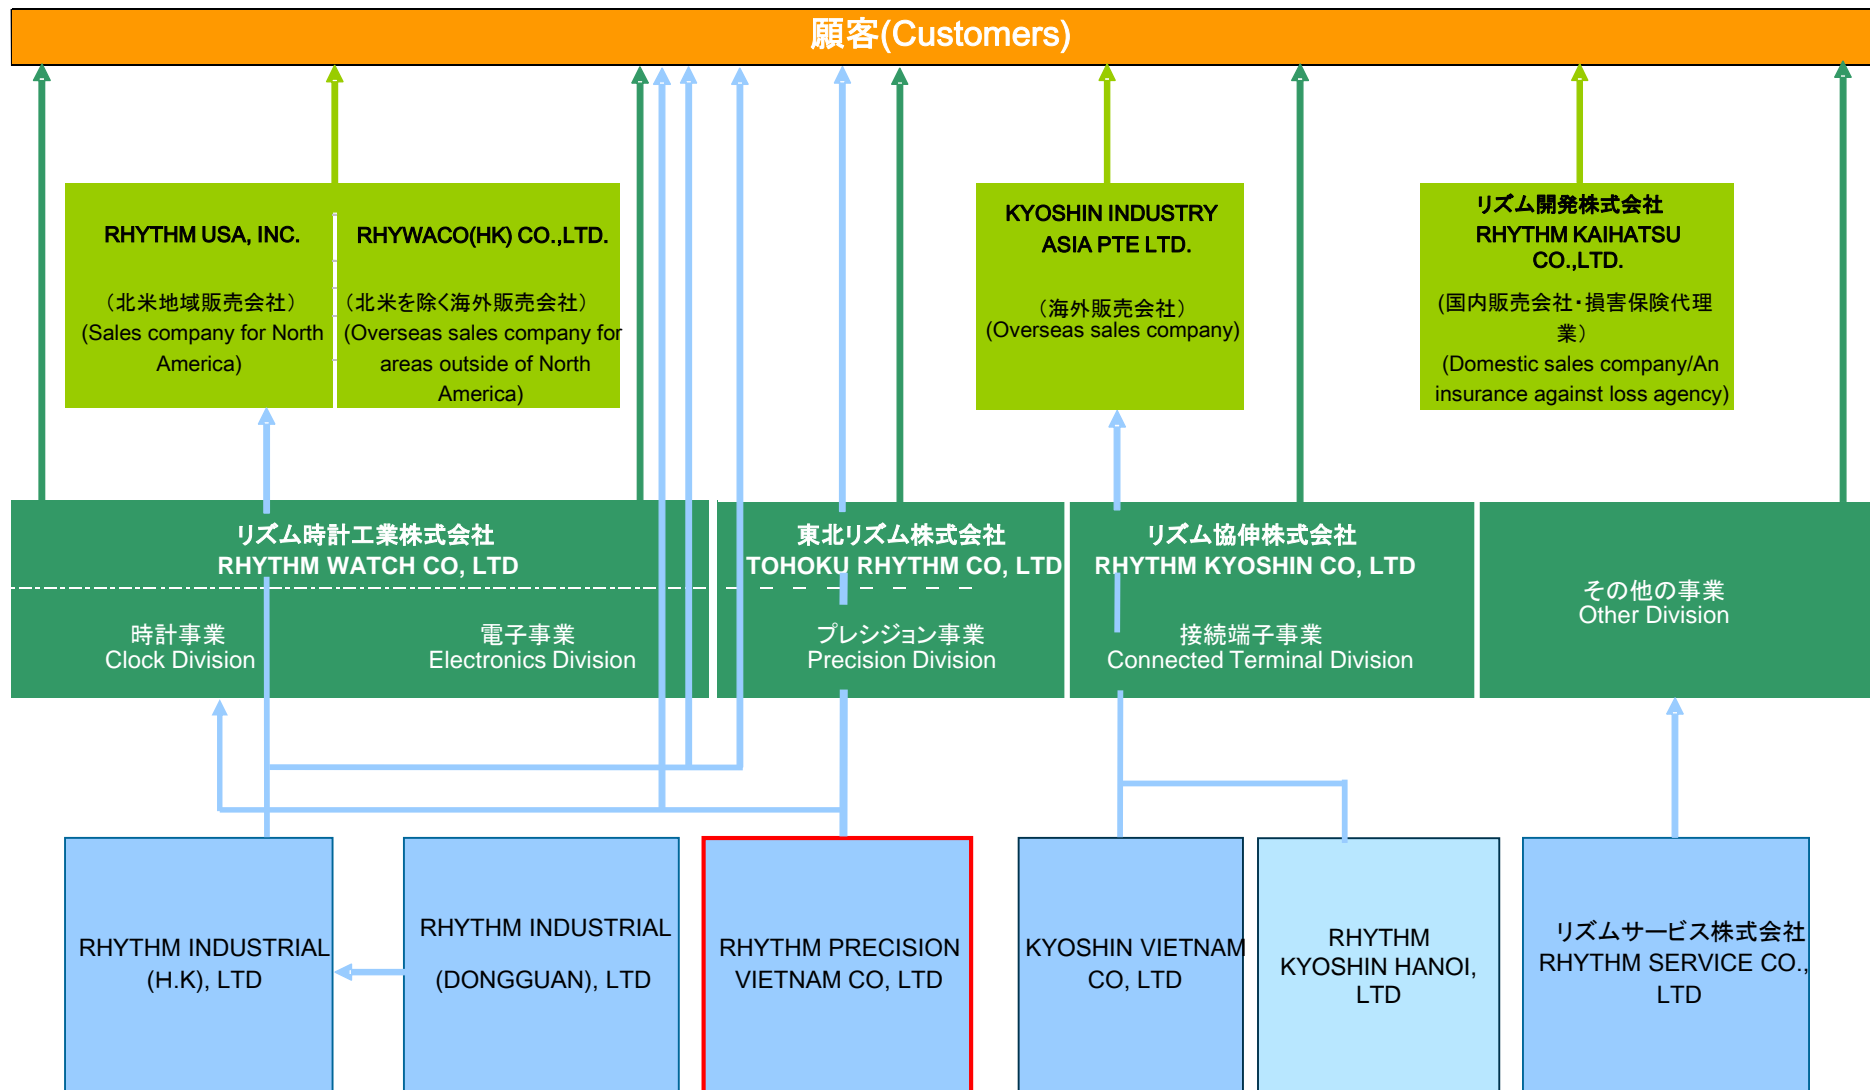 顧客(Customers)
RHYTHM USA, INC.
(北米地域販売会社)
(Sales company for North
America)
RHYWACO(HK) CO.,LTD.
(北米を除く海外販売会社)
(Overseas sales company for
areas outside of North
America)
KYOSHIN INDUSTRY
ASIA PTE LTD.
(海外販売会社)
(Overseas sales company)
リズム開発株式会社
RHYTHM KAIHATSU
CO.,LTD.
(国内販売会社・損害保険代理
業)
(Domestic sales company/An
insurance against loss agency)
リズム時計工業株式会社
RHYTHM WATCH CO, LTD
時計事業
Clock Division
電子事業
Electronics Division
東北リズム株式会社
TOHOKU RHYTHM CO, LTD
プレシジョン事業
Precision Division
リズム協伸株式会社
RHYTHM KYOSHIN CO, LTD
接続端子事業
Connected Terminal Division
その他の事業
Other Division
RHYTHM INDUSTRIAL
(H.K), LTD
RHYTHM INDUSTRIAL
(DONGGUAN), LTD
RHYTHM PRECISION
VIETNAM CO, LTD
KYOSHIN VIETNAM
CO, LTD
RHYTHM
KYOSHIN HANOI,
LTD
リズムサービス株式会社
RHYTHM SERVICE CO.,
LTD